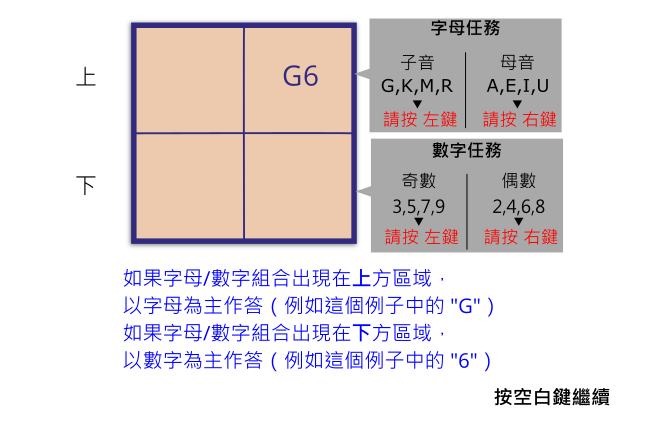 上
下
G6
字母任務
子音
G,K,M,R
請按 左鍵
母音
A,E,I,U
請按 右鍵
數字任務
奇數
3,5,7,9
請按 左鍵
偶數
2,4,6,8
請按 右鍵
如果字母/數字組合出現在上方區域，
以字母為主作答（例如這個例子中的 "G"）
如果字母/數字組合出現在下方區域，
以數字為主作答（例如這個例子中的 "6"）
按空白鍵繼續